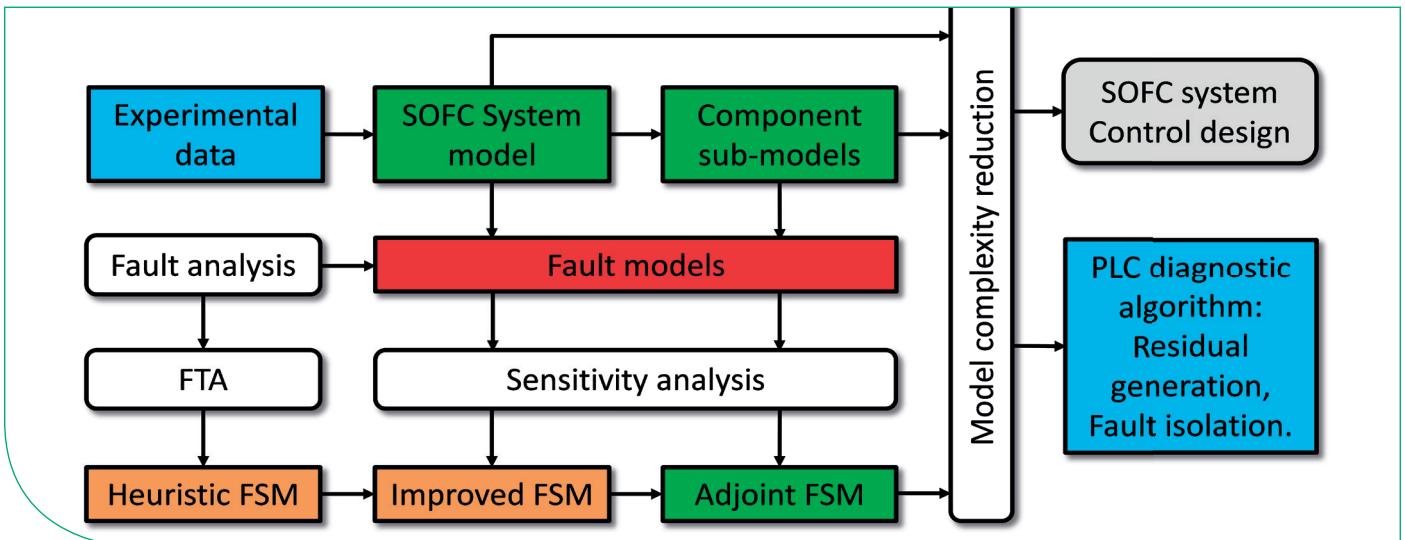 Experimental
data
SOFC System
model
Component
sub-models
Fault analysis
Fault models
FTA
Sensitivity analysis
Heuristic FSM
Improved FSM
Adjoint FSM
Model complexity reduction
SOFC system
Control design
PLC diagnostic
algorithm:
Residual
generation,
Fault isolation.